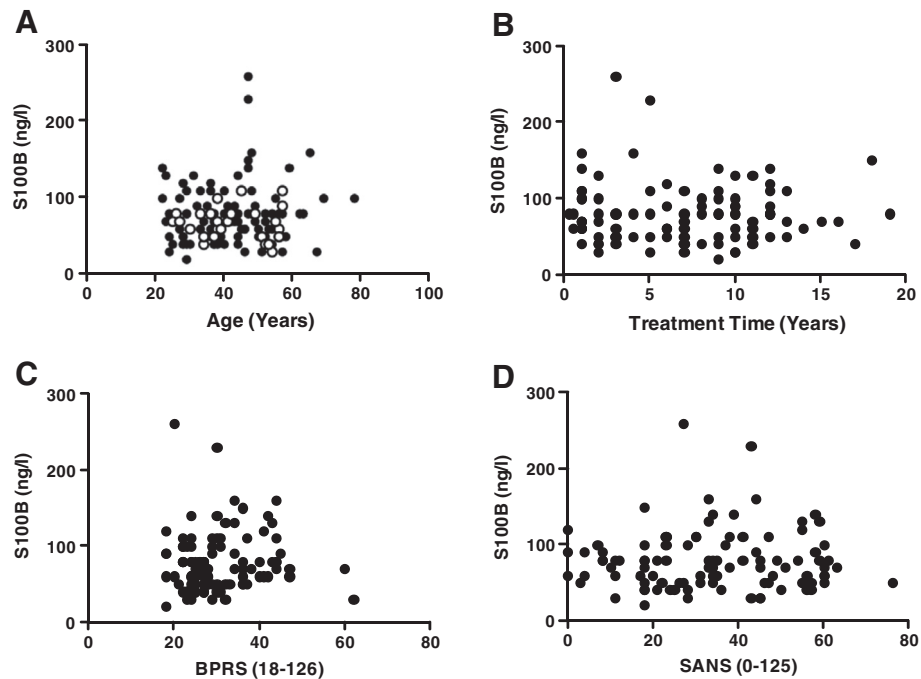 A
300
200
100
0
S100B (ng/l)
0 20 40 60 80 100
Age (Years)
B
300
200
100
0
S100B (ng/l)
0 5 10 15 20
Treatment Time (Years)
C
300
200
100
0
S100B (ng/l)
0 20 40 60 80
BPRS (18-126)
D
300
200
100
0
S100B (ng/l)
0 20 40 60 80
SANS (0-125)